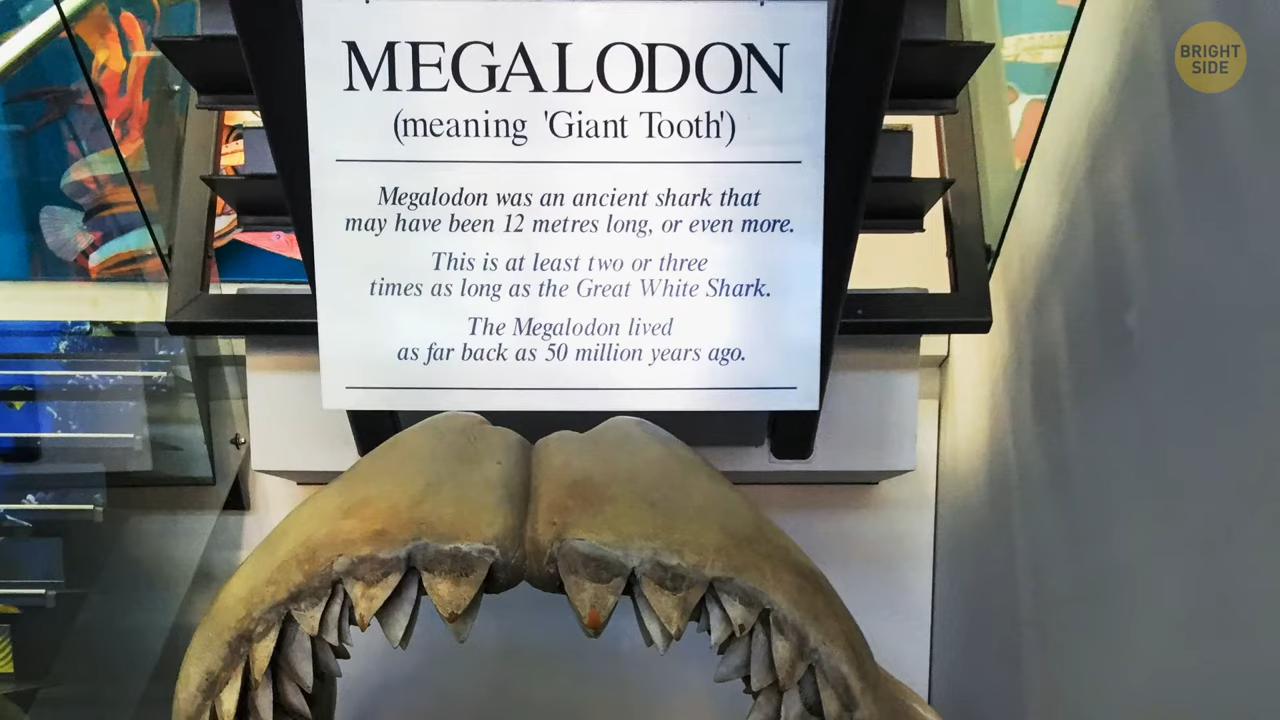 MEGALODON
(meaning 'Giant Tooth')
Megalodon was an ancient shark that
may have been 12 metres long, or even more.
This is at least two or three
times as long as the Great White Shark.
The Megalodon lived
as far back as 50 million years ago.
BRIGHT
SIDE